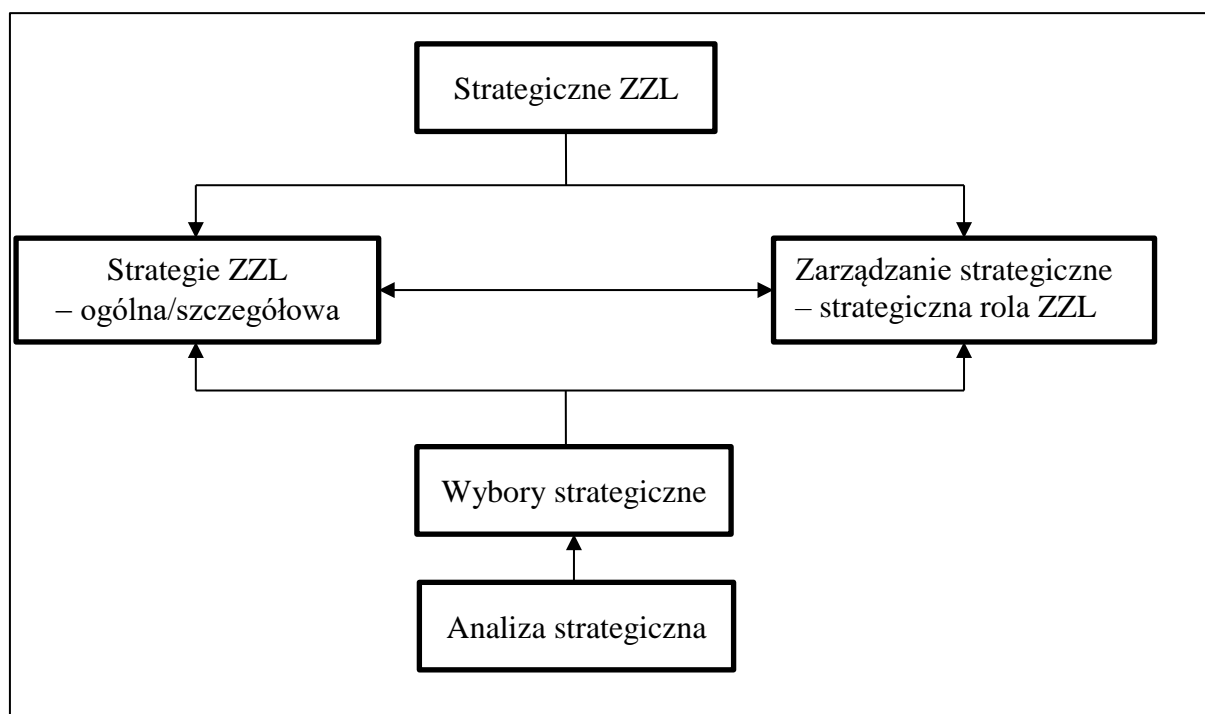 Strategiczne ZZL
Strategie ZZL
– ogólna/szczegółowa
Zarządzanie strategiczne
– strategiczna rola ZZL
Wybory strategiczne
Analiza strategiczna